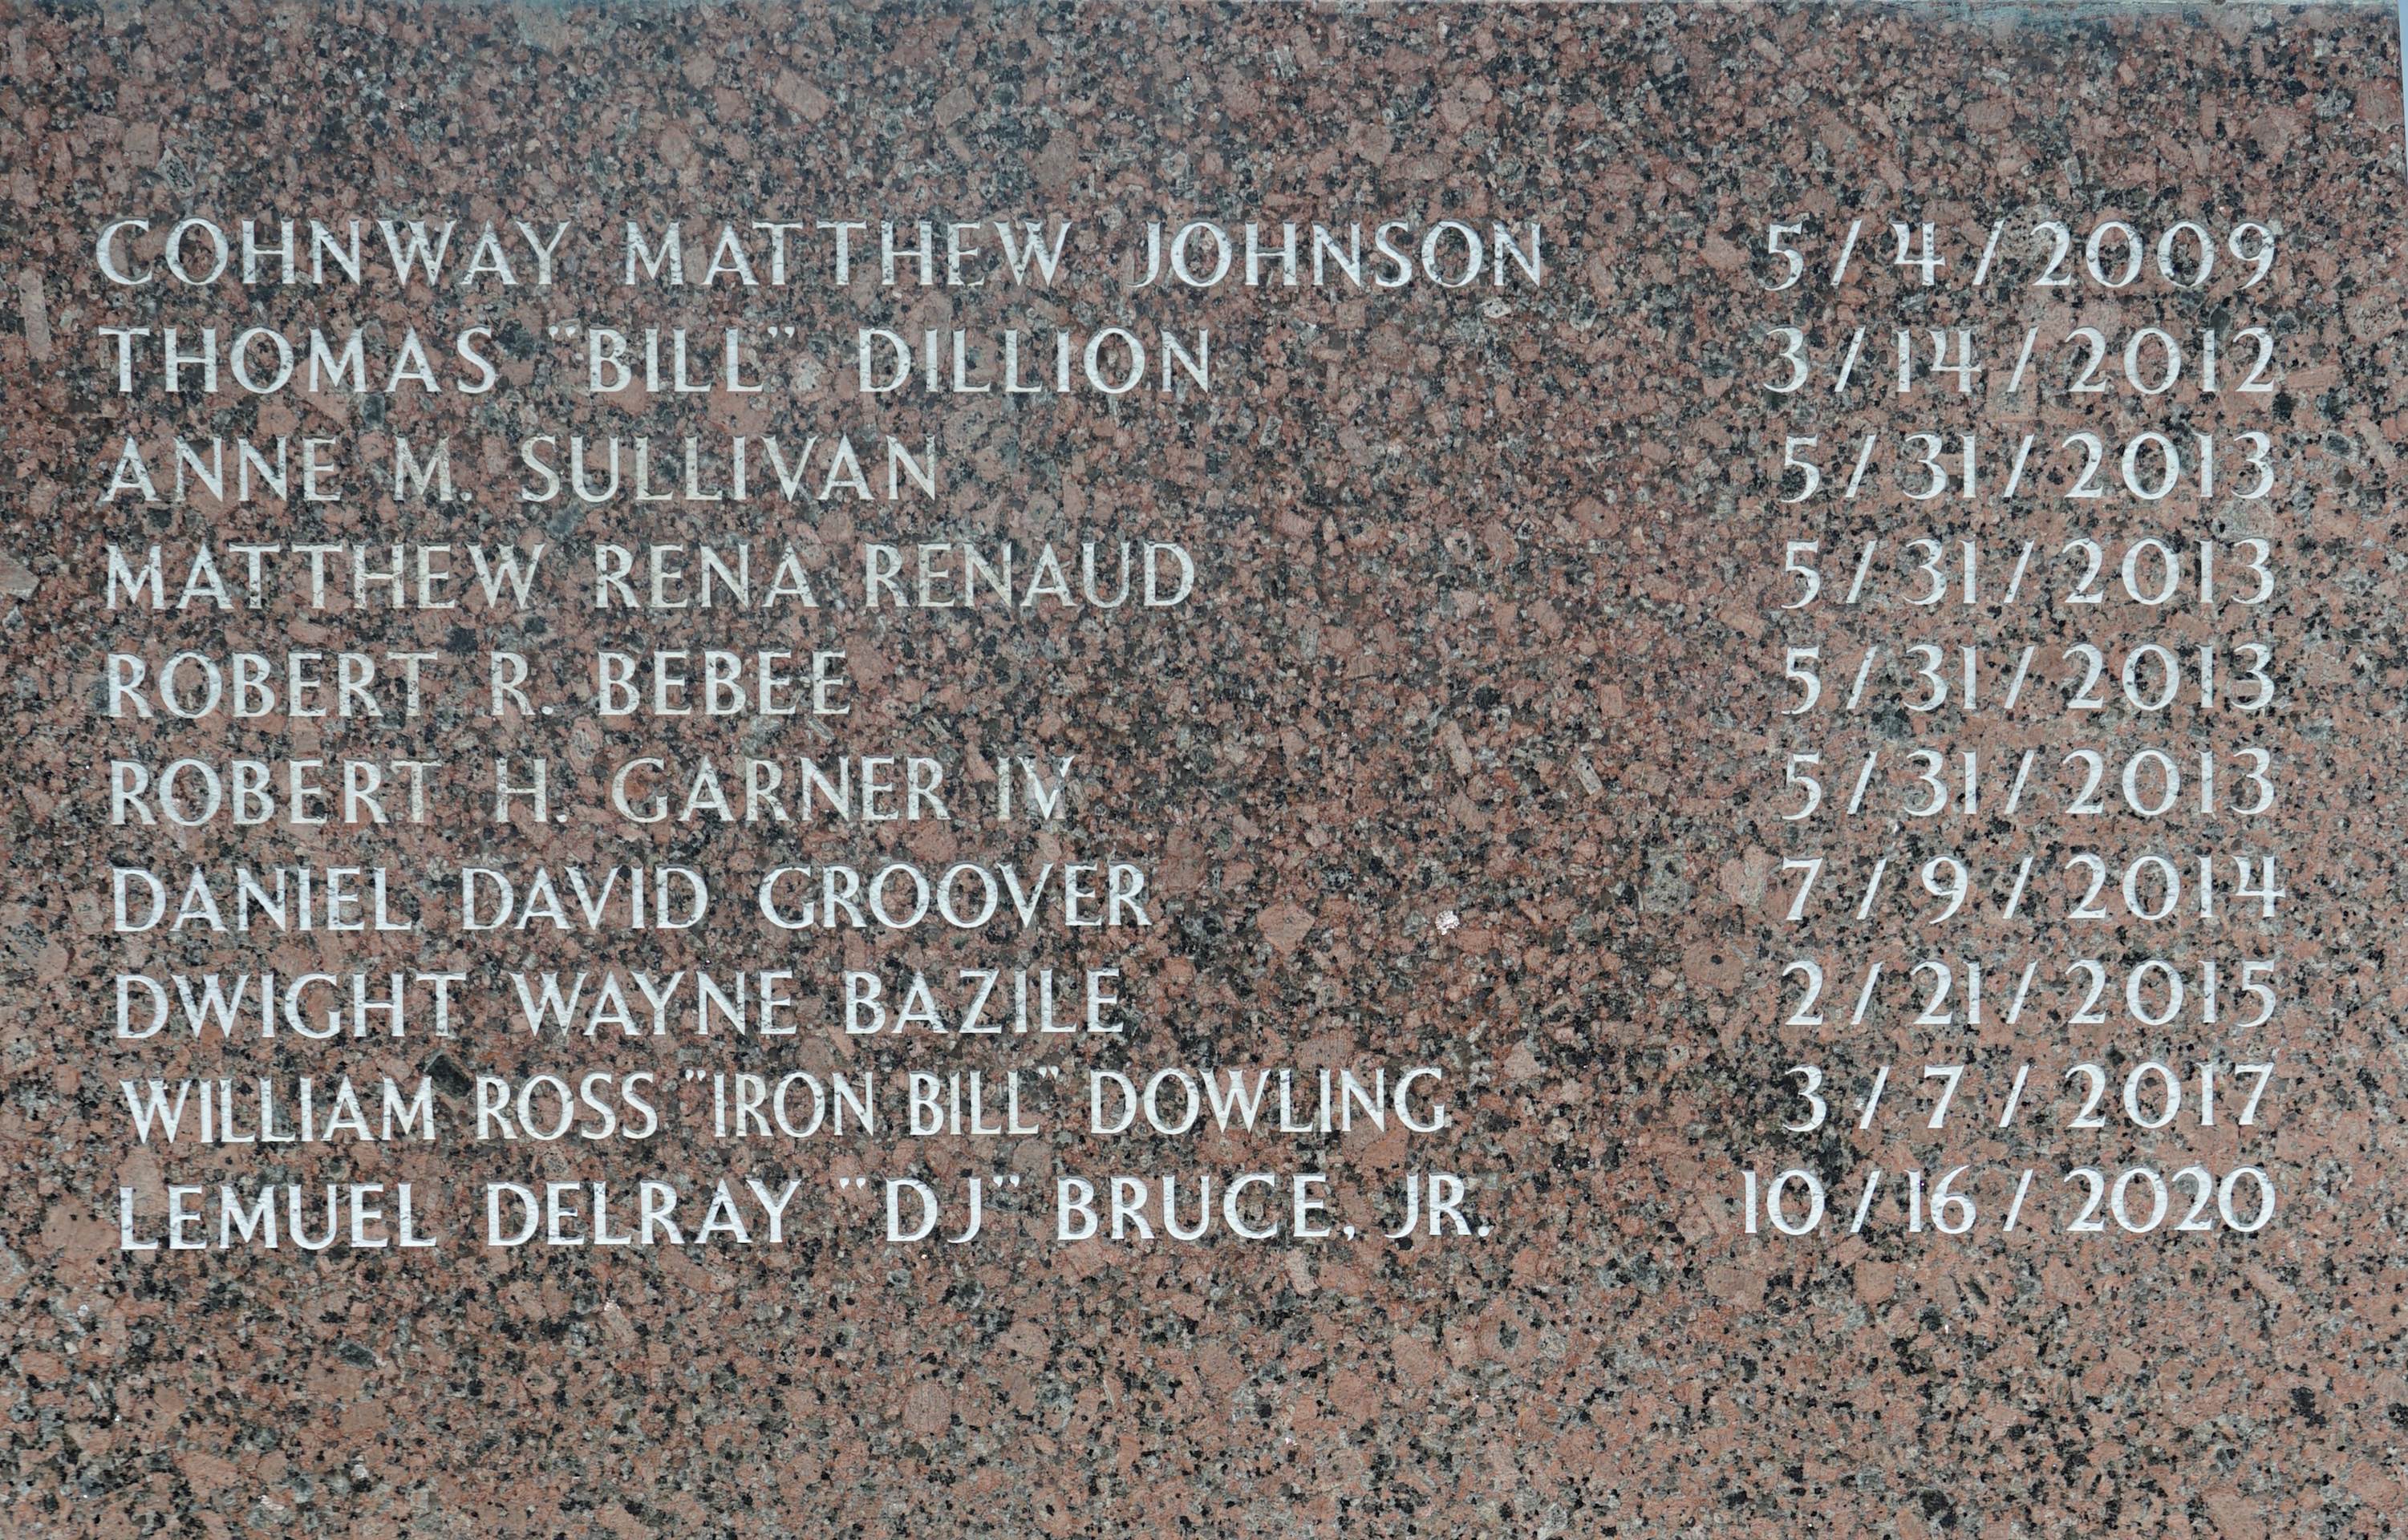 COHNWAY MATTHEW JOHNSON 5/4/2009
THOMAS "BILL" DILLION 3/14/2012
ANNE M. SULLIVAN 5/31/2013
MATTHEW RENA RENAUD 5/31/2013
ROBERT R. BEBEE 5/31/2013
ROBERT H. GARNER IV 5/31/2013
DANIEL DAVID GROOVER 7/9/2014
DWIGHT WAYNE BAZILE 2/21/2015
WILLIAM ROSS "IRON BILL" DOWLING 3/7/2017
LEMUEL DELRAY "DJ" BRUCE, JR. 10/16/2020